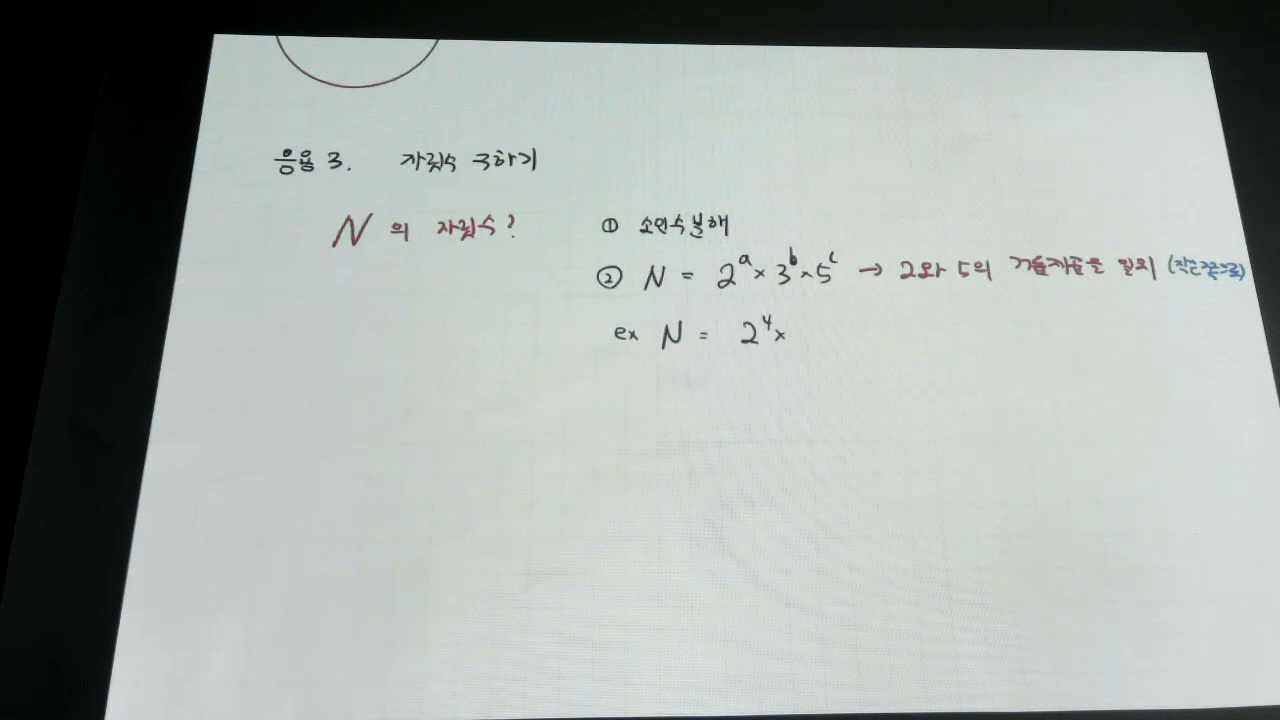 응용 3. 자릿수 구하기
N 의 자릿수?
① 소인수분해
② N = 2^a × 3^b × 5^c → 2와 5의 거듭제곱을 일치 (작은쪽으로)
ex N = 2^4 ×